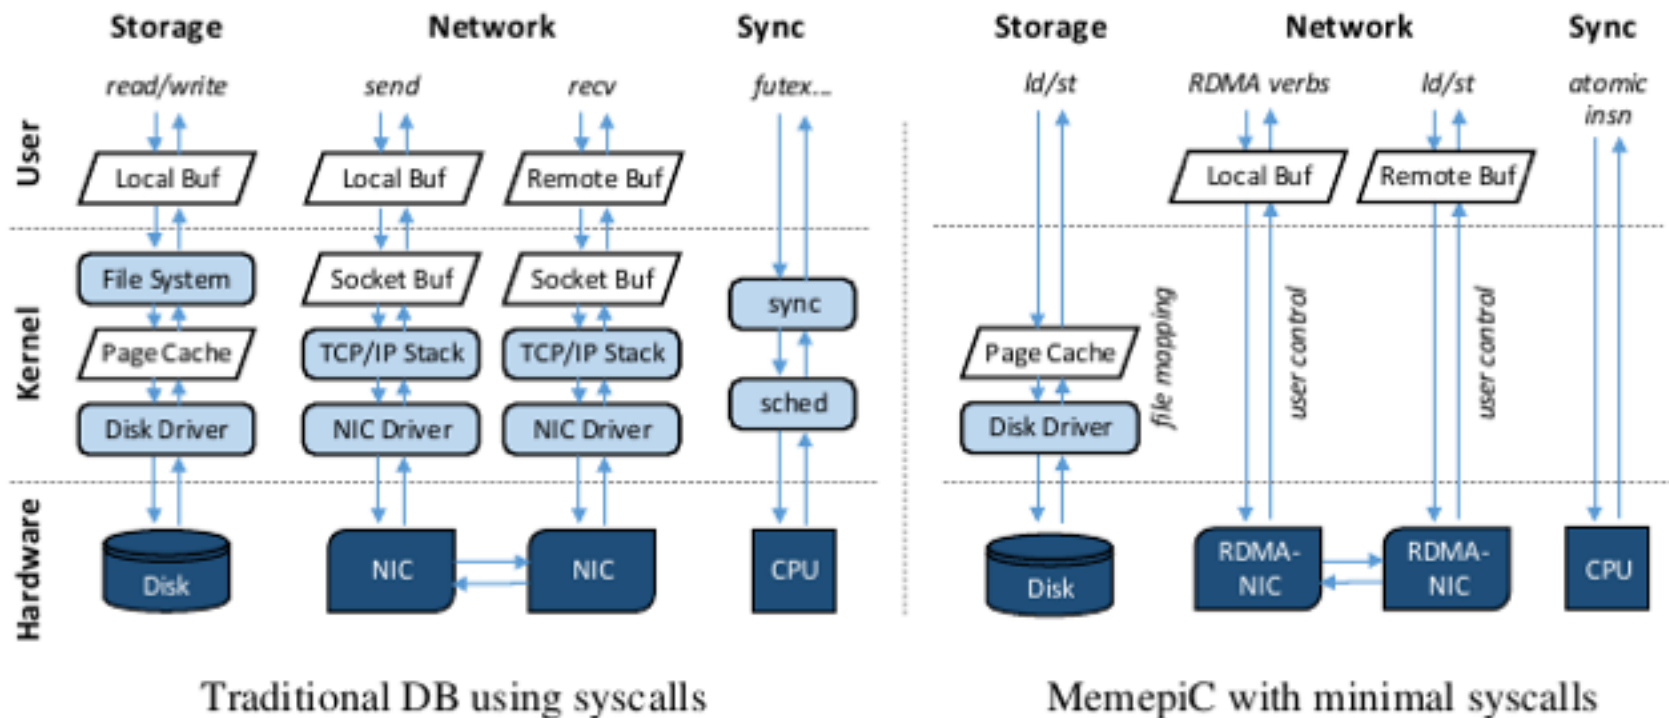 Storage Network Sync Storage Network Sync
read/write send recv futex... ld/st RDMA verbs ld/st atomic insn
User
Local Buf Local Buf Remote Buf Local Buf Remote Buf
Kernel
File System Socket Buf Socket Buf sync
Page Cache TCP/IP Stack TCP/IP Stack sched Page Cache
Disk Driver NIC Driver NIC Driver Disk Driver
file mapping
user control
user control
Hardware
Disk NIC NIC CPU Disk RDMA-NIC RDMA-NIC CPU
Traditional DB using syscalls MemepiC with minimal syscalls